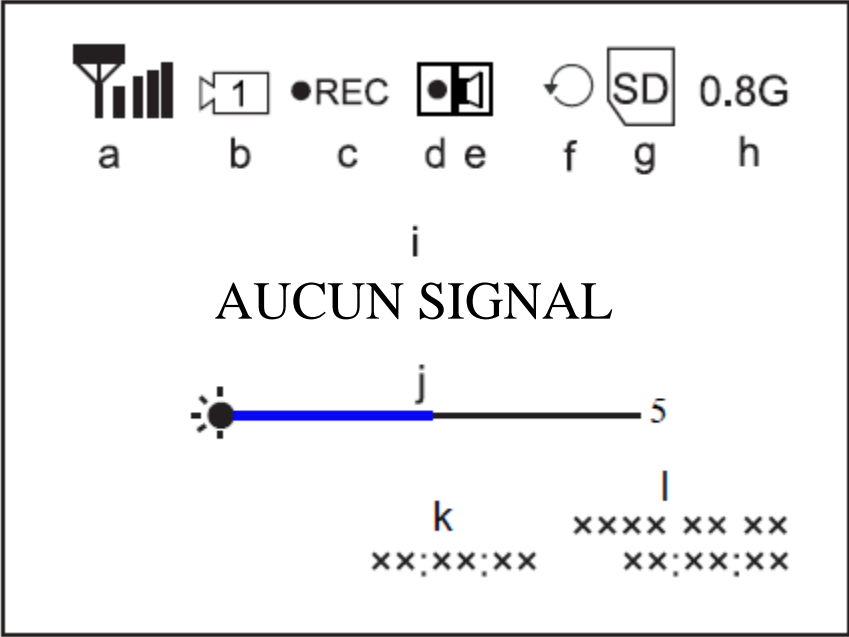 1 ●REC SD 0.8G
a b c d e f g h
i
AUCUN SIGNAL
j
5
l
k ×××× ×× ××
××:××:×× ××:××:××